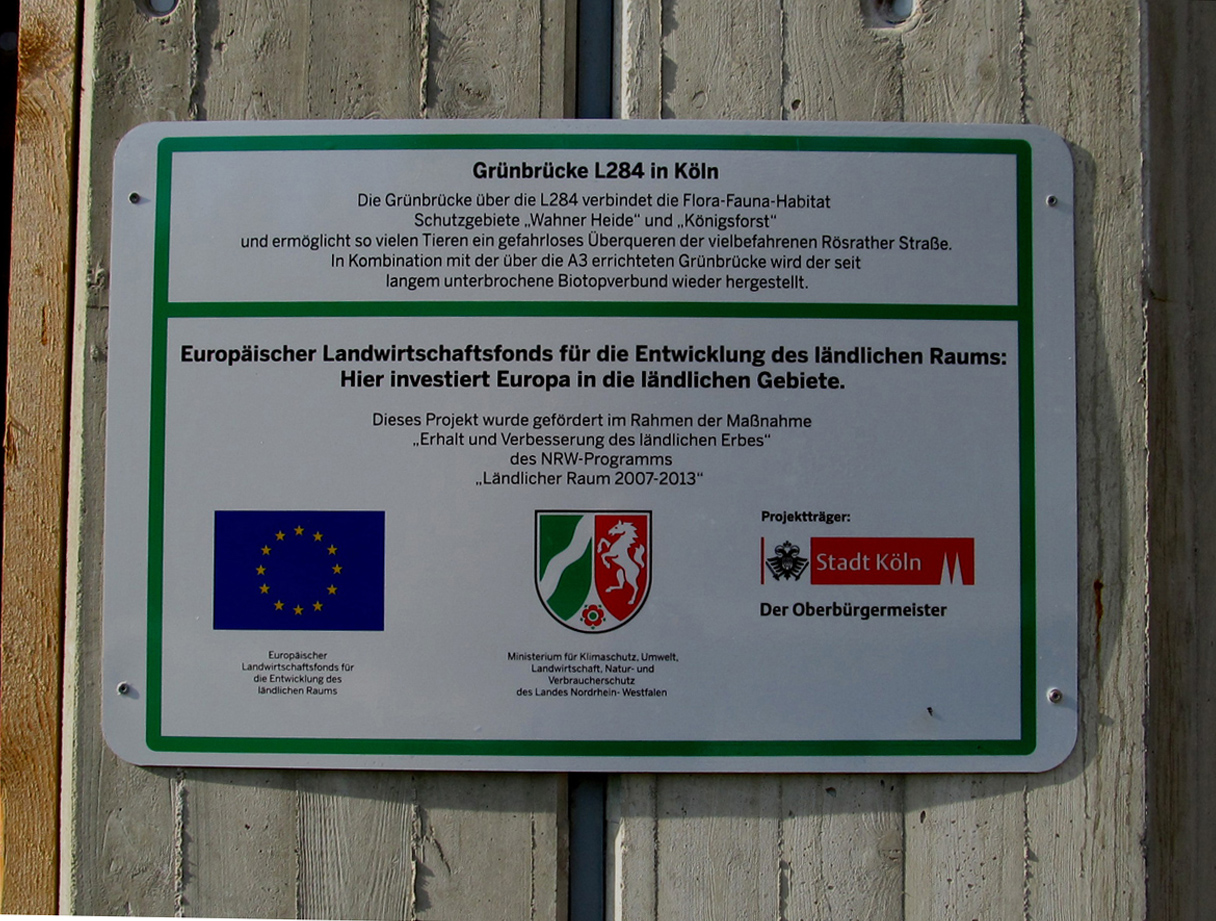 Grünbrücke L284 in Köln
Die Grünbrücke über die L284 verbindet die Flora-Fauna-Habitat
Schutzgebiete „Wahner Heide“ und „Königsforst“
und ermöglicht so vielen Tieren ein gefahrloses Überqueren der vielbefahrenen Rösrather Straße.
In Kombination mit der über die A3 errichteten Grünbrücke wird der seit
langem unterbrochene Biotopverbund wieder hergestellt.
Europäischer Landwirtschaftsfonds für die Entwicklung des ländlichen Raums:
Hier investiert Europa in die ländlichen Gebiete.
Dieses Projekt wurde gefördert im Rahmen der Maßnahme
„Erhalt und Verbesserung des ländlichen Erbes“
des NRW-Programms
„Ländlicher Raum 2007-2013“
Europäischer
Landwirtschaftsfonds für
die Entwicklung des
ländlichen Raums
Ministerium für Klimaschutz, Umwelt,
Landwirtschaft, Natur- und
Verbraucherschutz
des Landes Nordrhein- Westfalen
Projektträger:
Stadt Köln
Der Oberbürgermeister